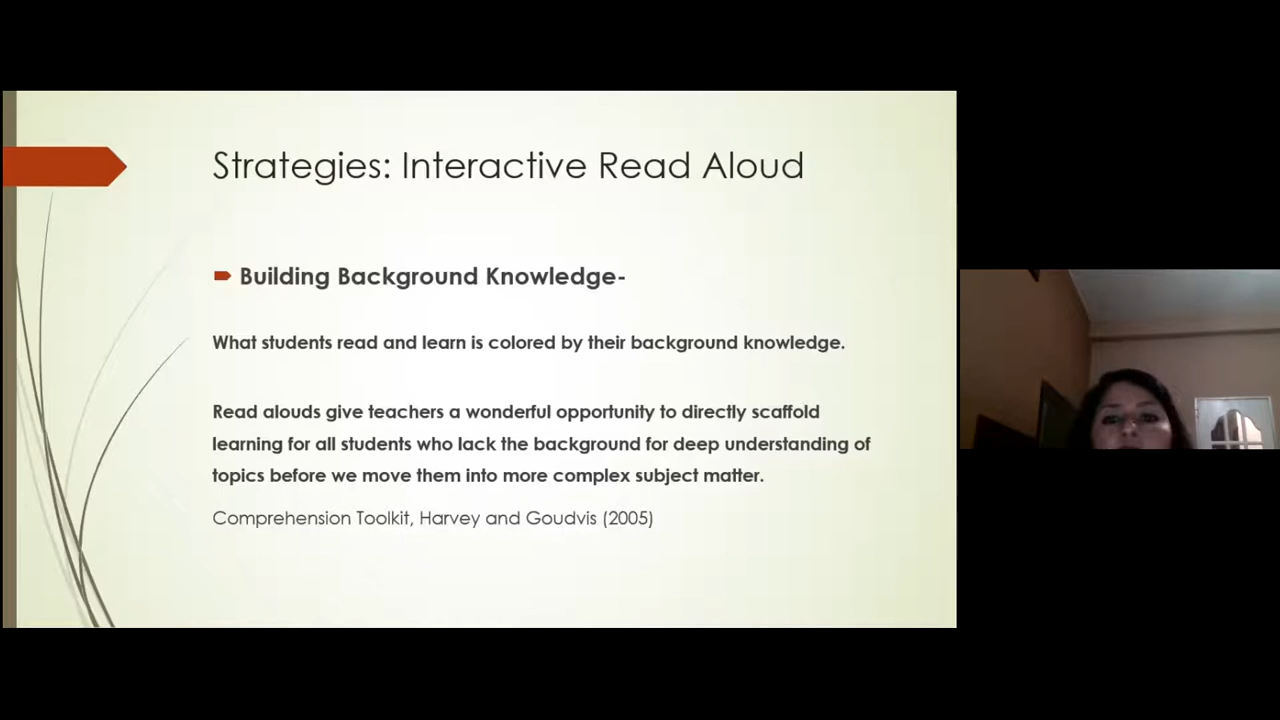 Strategies: Interactive Read Aloud
Building Background Knowledge-
What students read and learn is colored by their background knowledge.
Read alouds give teachers a wonderful opportunity to directly scaffold
learning for all students who lack the background for deep understanding of
topics before we move them into more complex subject matter.
Comprehension Toolkit, Harvey and Goudvis (2005)